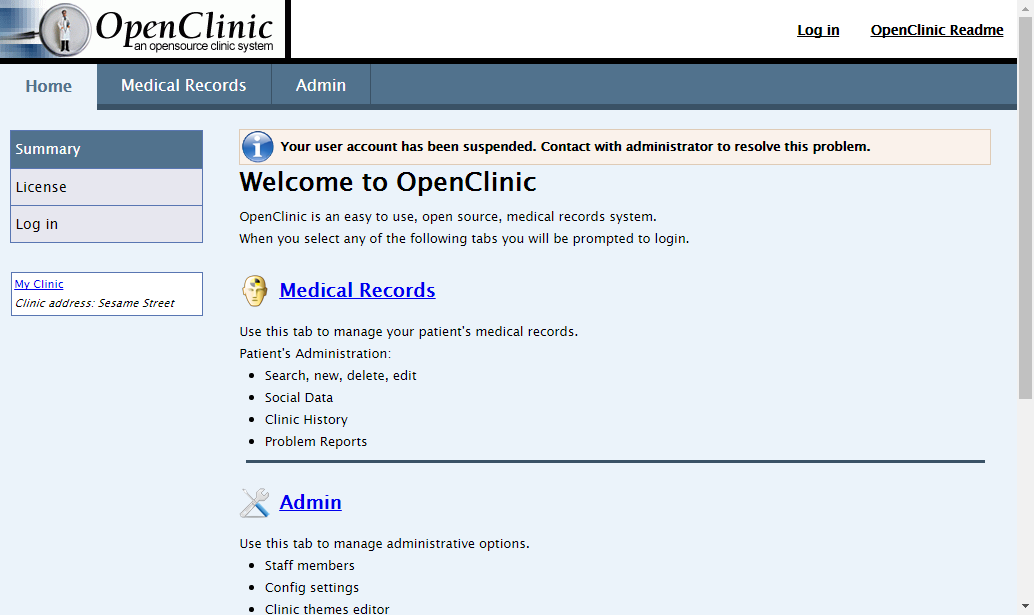 OpenClinic
an opensource clinic system
Log in
OpenClinic Readme
Home
Medical Records
Admin
Summary
License
Log in
My Clinic
Clinic address: Sesame Street
Your user account has been suspended. Contact with administrator to resolve this problem.
Welcome to OpenClinic
OpenClinic is an easy to use, open source, medical records system.
When you select any of the following tabs you will be prompted to login.
Medical Records
Use this tab to manage your patient's medical records.
Patient's Administration:
Search, new, delete, edit
Social Data
Clinic History
Problem Reports
Admin
Use this tab to manage administrative options.
Staff members
Config settings
Clinic themes editor